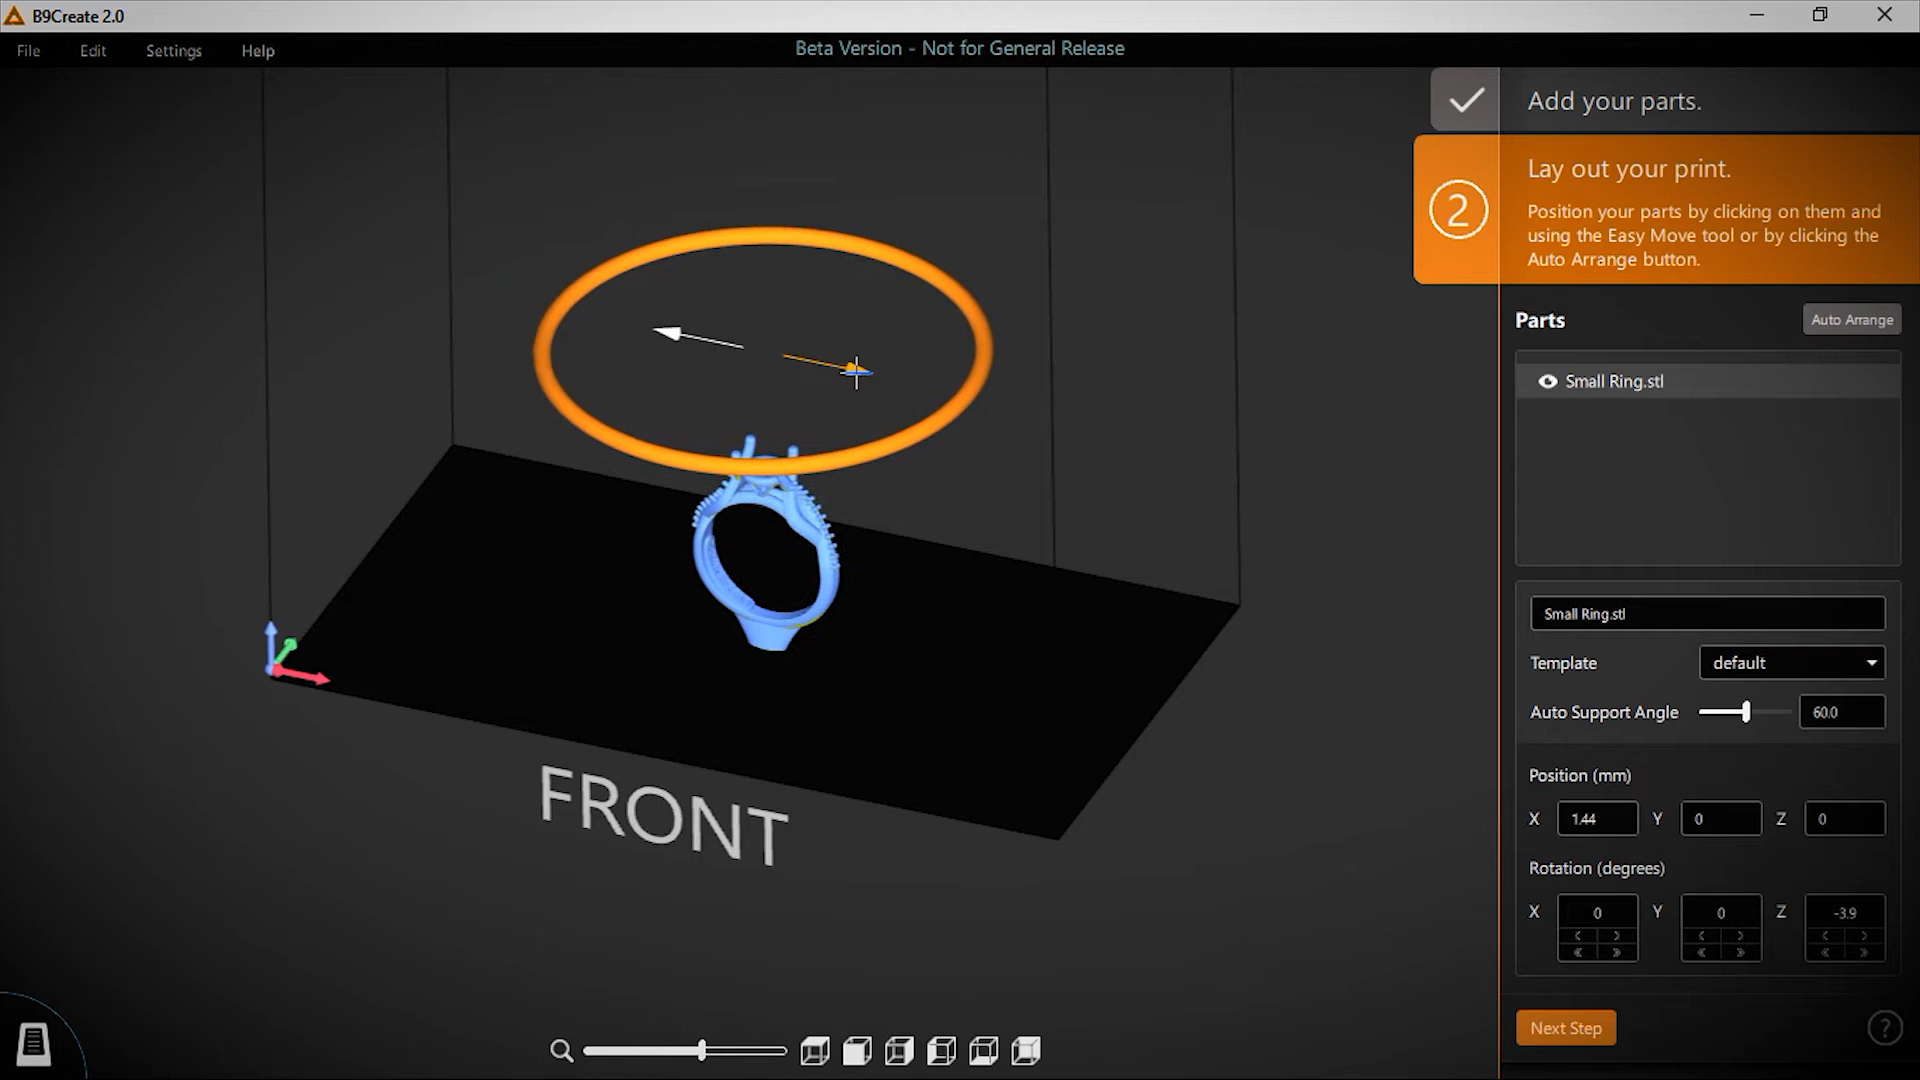 B9Create 2.0
File Edit Settings Help
Beta Version - Not for General Release
Add your parts.
2
Lay out your print.
Position your parts by clicking on them and
using the Easy Move tool or by clicking the
Auto Arrange button.
Parts
Auto Arrange
Small Ring.stl
Small Ring.stl
Template default
Auto Support Angle 60.0
Position (mm)
X 1.44 Y 0 Z 0
Rotation (degrees)
X 0 Y 0 Z -3.9
FRONT
Next Step
?